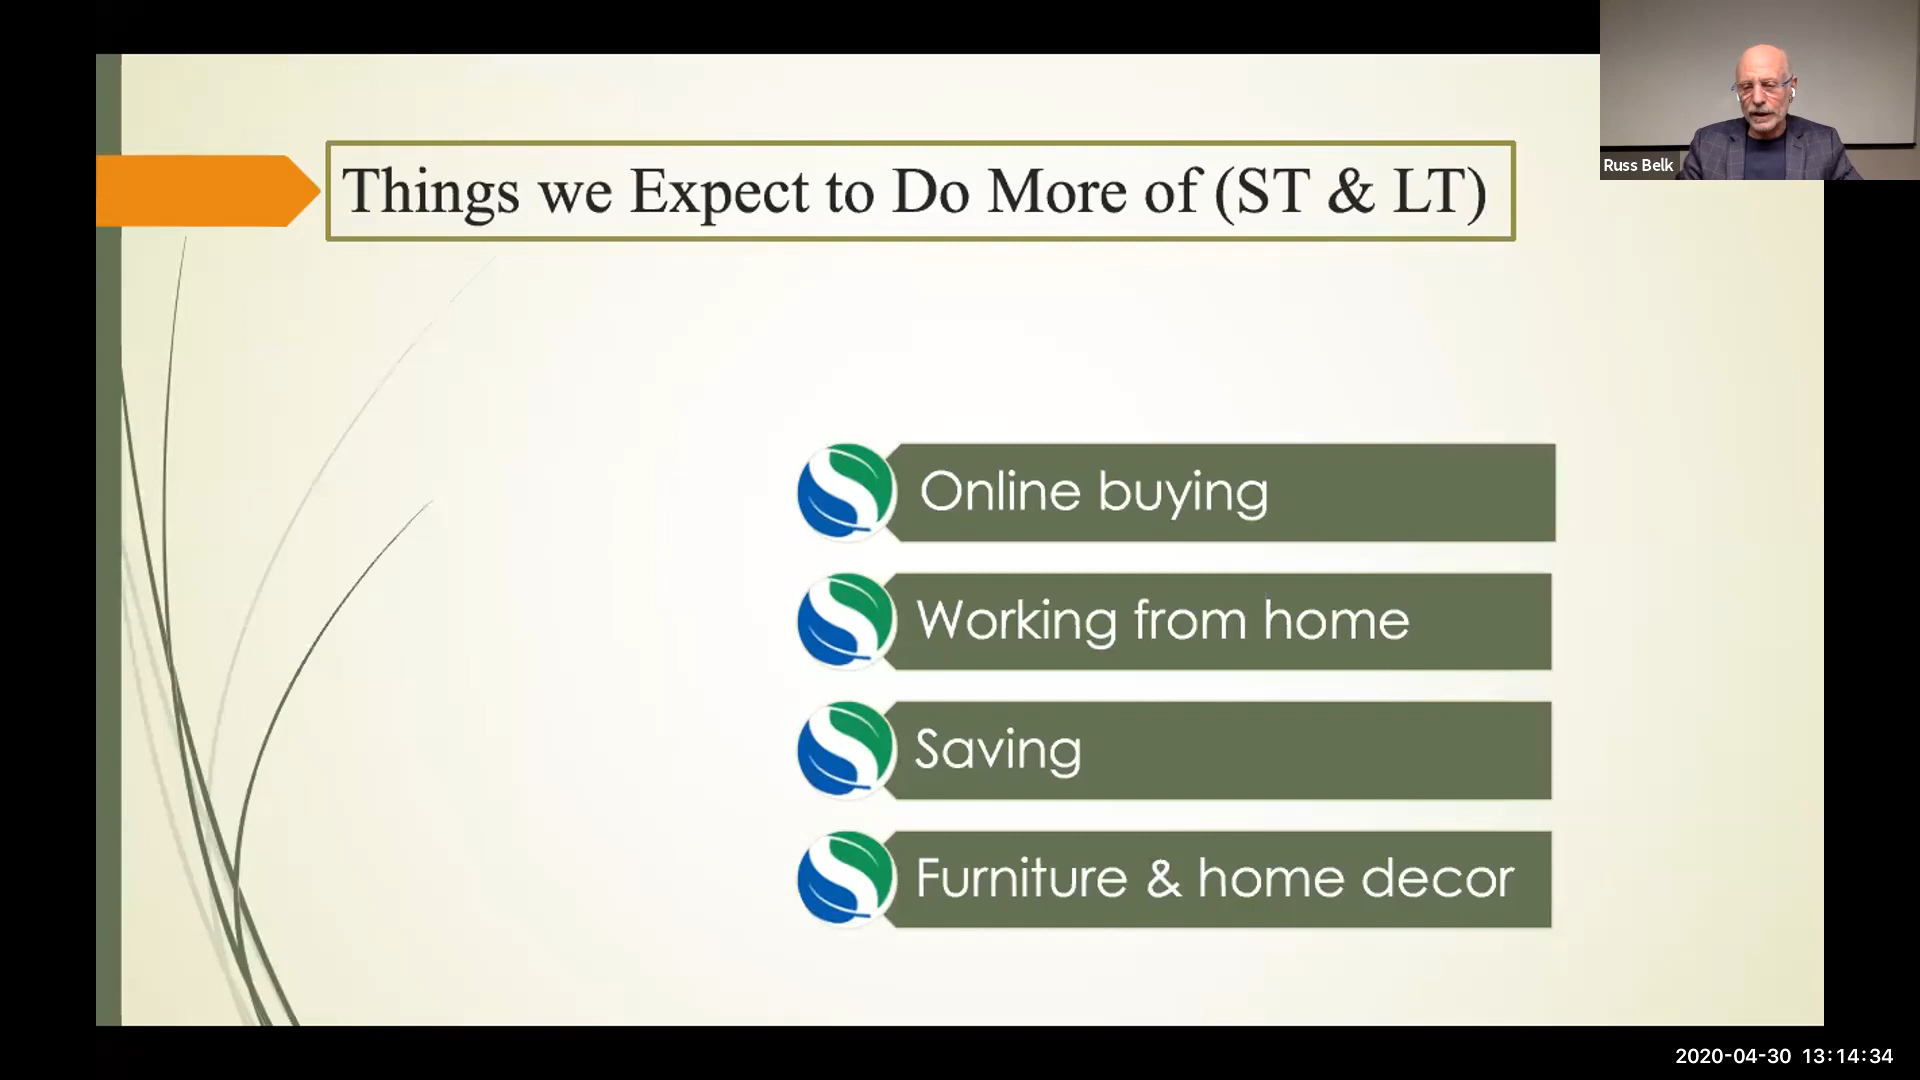 Things we Expect to Do More of (ST & LT)
Russ Belk
Online buying
Working from home
Saving
Furniture & home decor
2020-04-30 13:14:34